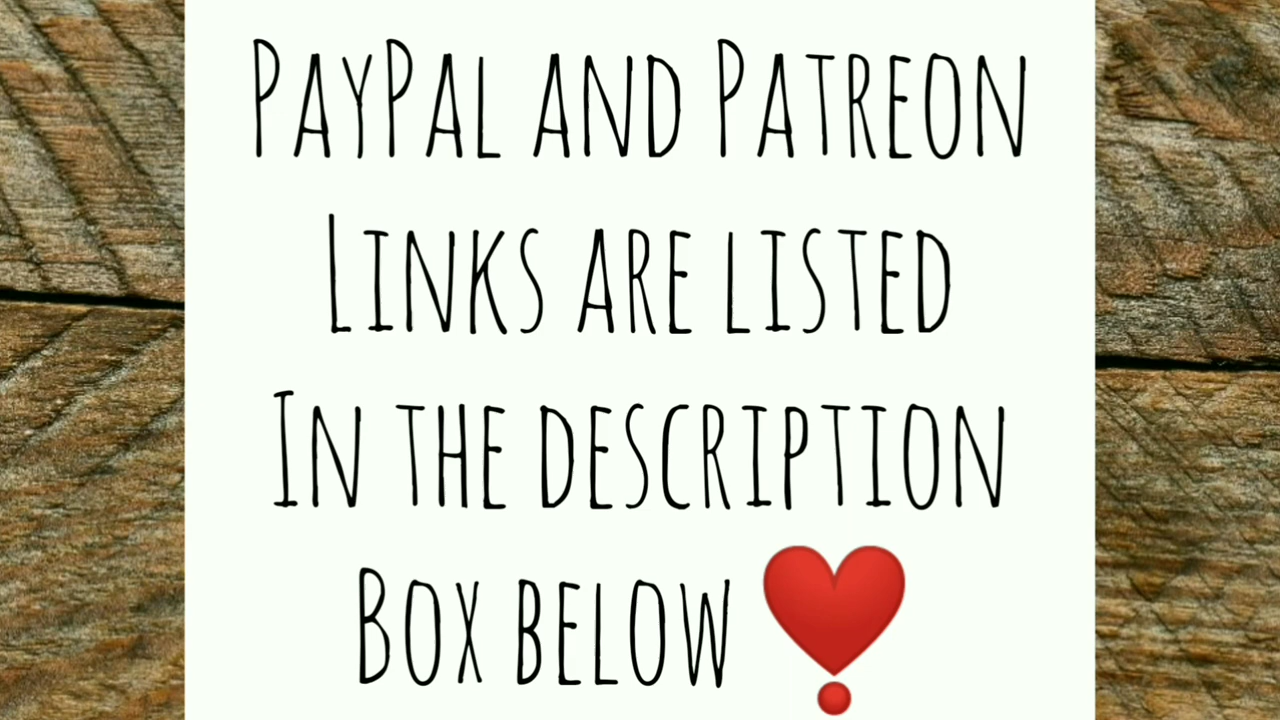 PayPal and Patreon
Links are listed
In the description
Box below ❣